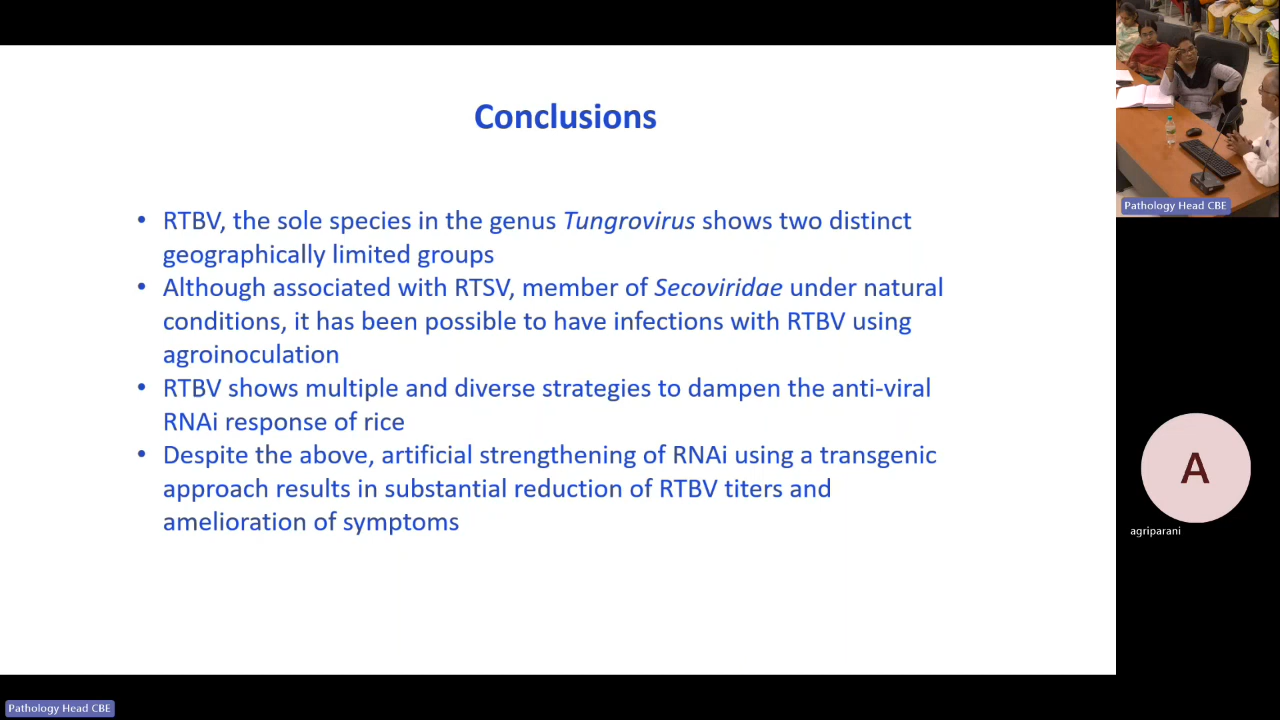 Conclusions
• RTBV, the sole species in the genus Tungrovirus shows two distinct
geographically limited groups
• Although associated with RTSV, member of Secoviridae under natural
conditions, it has been possible to have infections with RTBV using
agroinoculation
• RTBV shows multiple and diverse strategies to dampen the anti-viral
RNAi response of rice
• Despite the above, artificial strengthening of RNAi using a transgenic
approach results in substantial reduction of RTBV titers and
amelioration of symptoms
Pathology Head CBE
A
agriparani
Pathology Head CBE